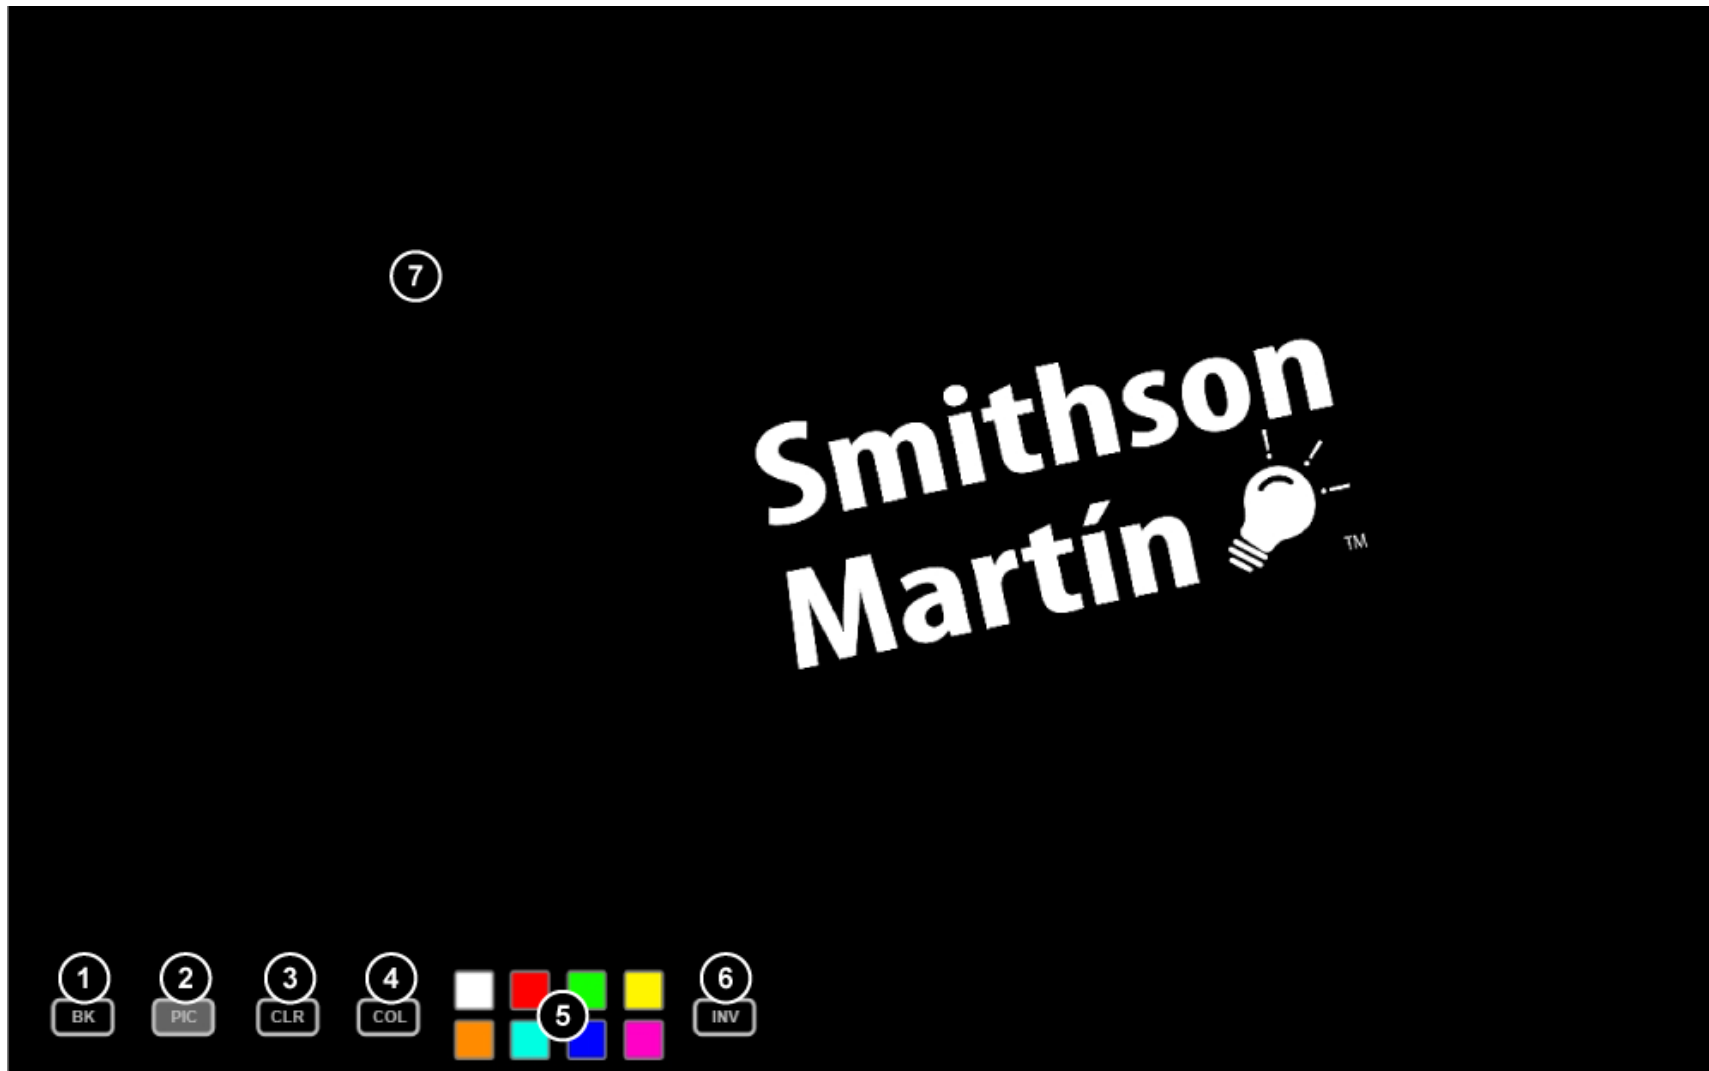 7
Smithson
Martín
TM
1 2 3 4 5 6
BK PIC CLR COL INV